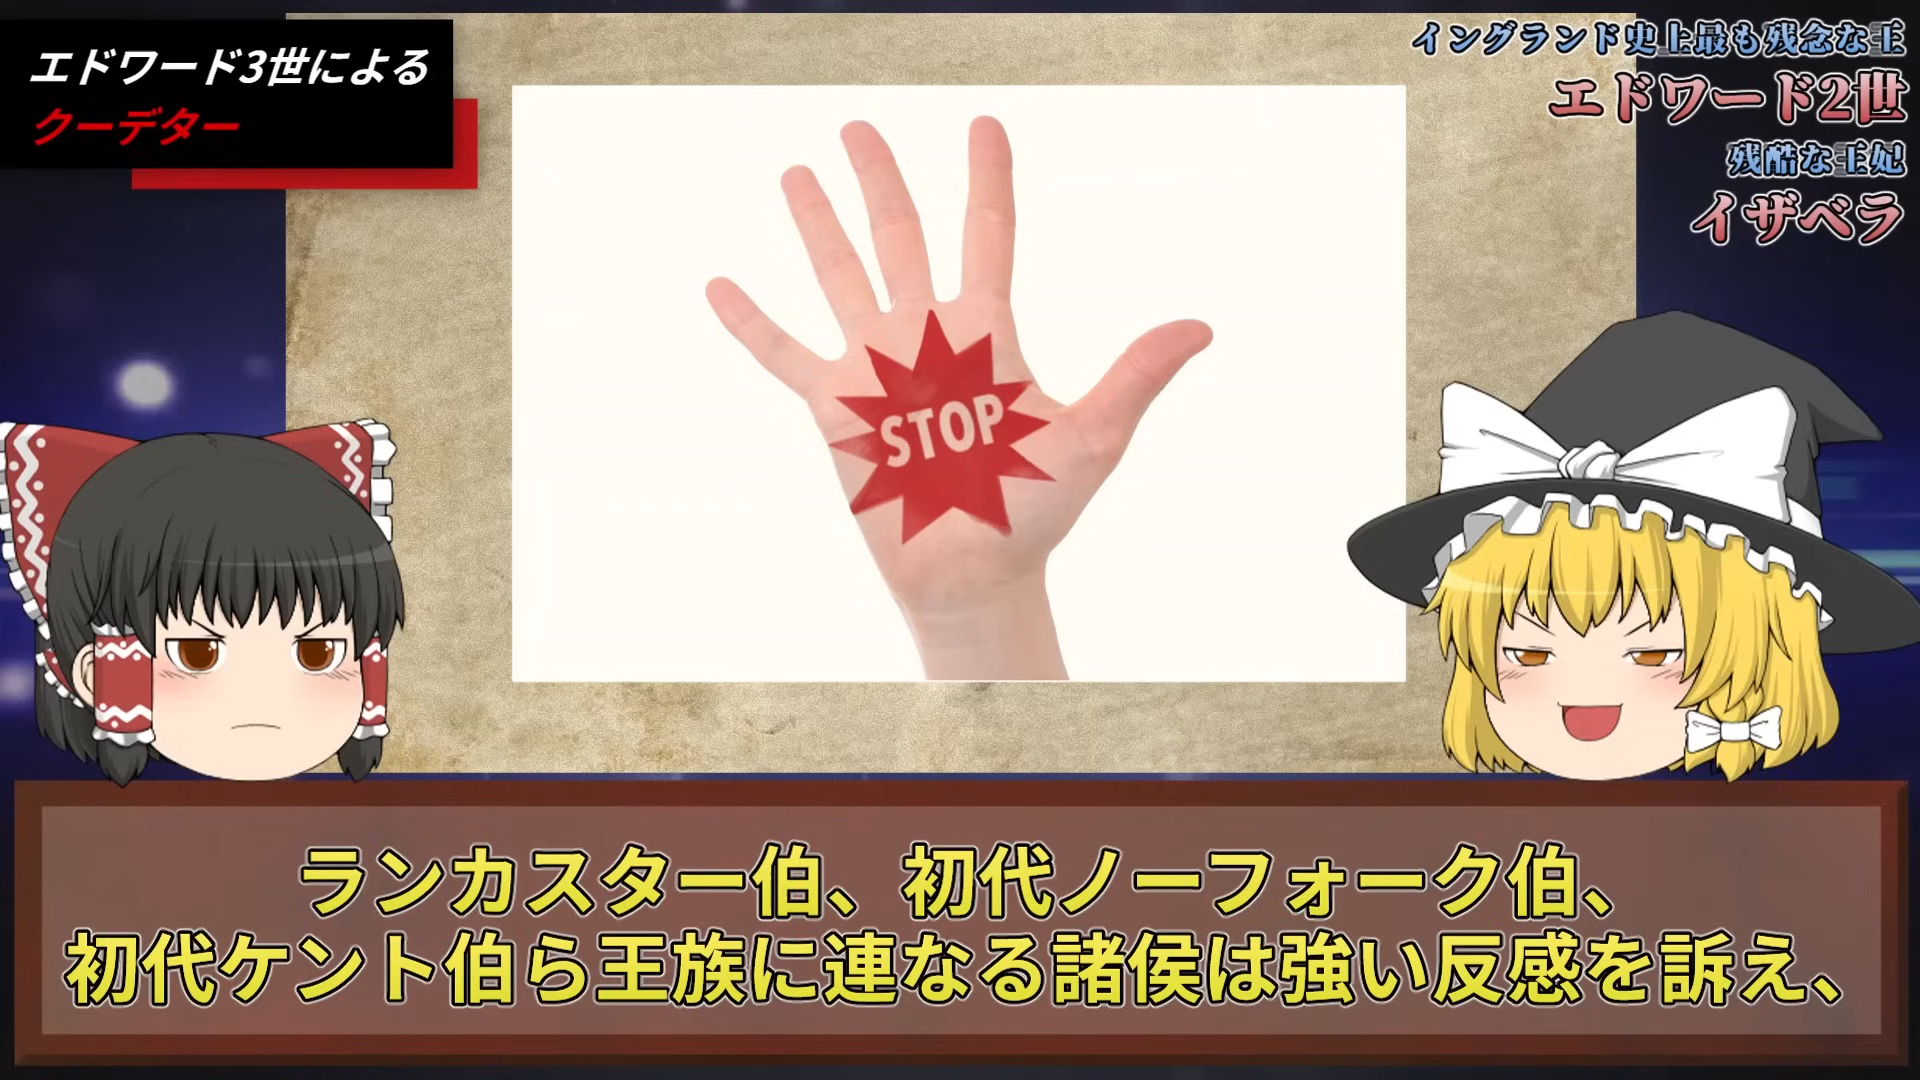 エドワード3世による
クーデター
イングランド史上最も残念な王
エドワード2世
残酷な王妃
イザベラ
STOP
ランカスター伯、初代ノーフォーク伯、
初代ケント伯ら王族に連なる諸侯は強い反感を訴え、